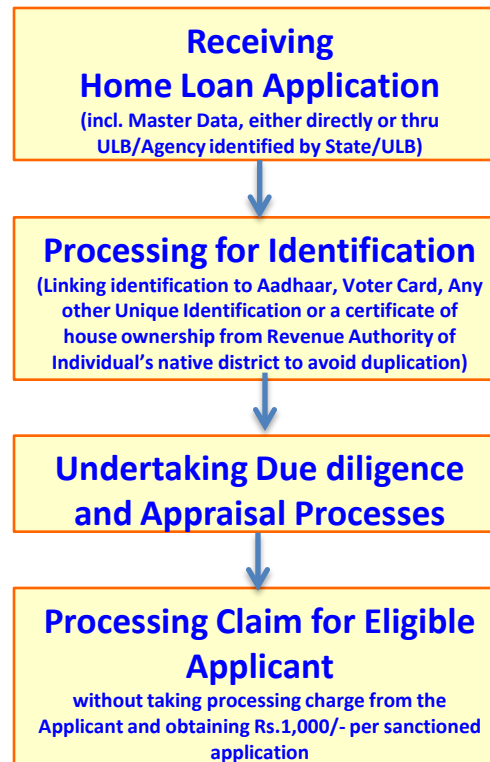 Receiving
Home Loan Application
(incl. Master Data, either directly or thru
ULB/Agency identified by State/ULB)
Processing for Identification
(Linking identification to Aadhaar, Voter Card, Any
other Unique Identification or a certificate of
house ownership from Revenue Authority of
Individual's native district to avoid duplication)
Undertaking Due diligence
and Appraisal Processes
Processing Claim for Eligible
Applicant
without taking processing charge from the
Applicant and obtaining Rs.1,000/- per sanctioned
application